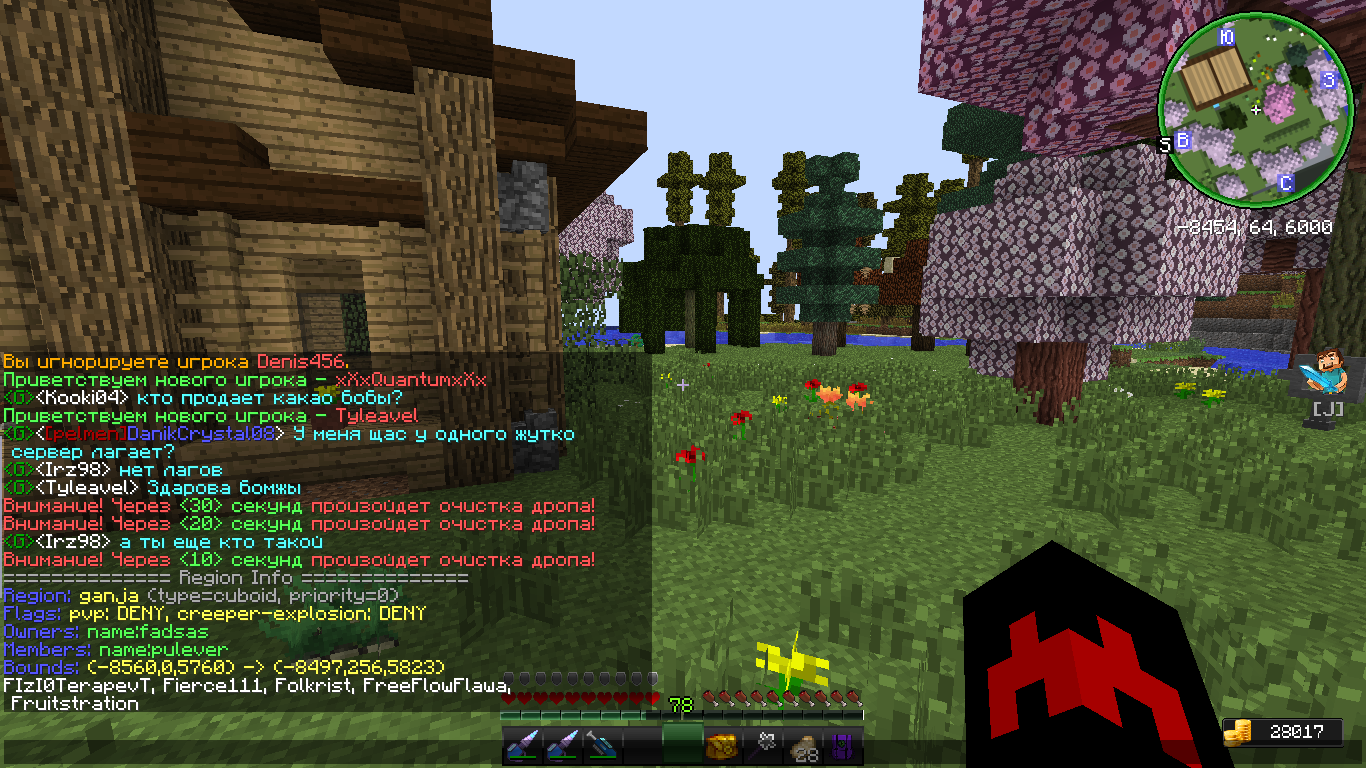 Ю
З
S В
С
-8454, 64, 6000
[J]
Вы игнорируете игрока Denis456.
Приветствуем нового игрока - xXxQuantumxXx
<G><Kooki04> кто продает какао бобы?
Приветствуем нового игрока - Tyleavel
<G><[pelmen]DanikCrystal08> У меня щас у одного жутко
сервер лагает?
<G><Irz98> нет лагов
<G><Tyleavel> Здарова бомжы
Внимание! Через <30> секунд произойдет очистка дропа!
Внимание! Через <20> секунд произойдет очистка дропа!
<G><Irz98> а ты еще кто такой
Внимание! Через <10> секунд произойдет очистка дропа!
============== Region Info ==============
Region: ganja (type=cuboid, priority=0)
Flags: pvp: DENY, creeper-explosion: DENY
Owners: name:fadsas
Members: name:pulever
Bounds: (-8560,0,5760) -> (-8497,256,5823)
FIzI0TerapevT, Fierce111, Folkrist, FreeFlowFlawa,
Fruitstration
78
28
28017